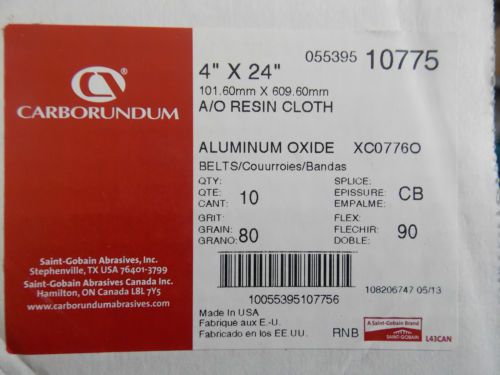 CARBORUNDUM
Saint-Gobain Abrasives, Inc.
Stephenville, TX USA 76401-3799
Saint-Gobain Abrasives Canada Inc.
Hamilton, ON Canada L8L 7Y5
www.carborundumabrasives.com
055395 10775
4" X 24"
101.60mm X 609.60mm
A/O RESIN CLOTH
ALUMINUM OXIDE XC0776O
BELTS/Couurroies/Bandas
QTY: SPLICE:
QTE: 10 EPISSURE: CB
CANT: EMPALME:
GRIT: FLEX:
GRAIN: 80 FLÉCHIR: 90
GRANO: DOBLE:
10055395107756
108206747 05/13
Made In USA
Fabriqué aux E.-U.
Fabricado en los EE.UU. RNB
A Saint-Gobain Brand
SAINT-GOBAIN
L43CAN